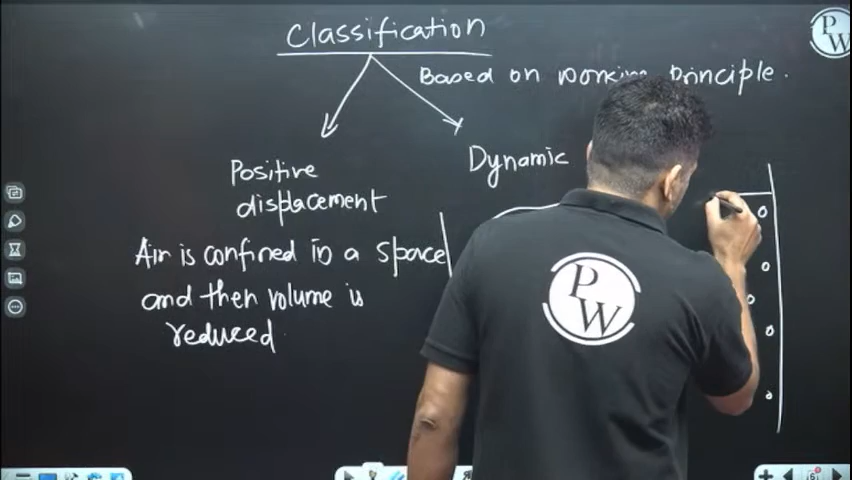 Classification
Based on working principle.
Positive
displacement
Dynamic
Air is confined in a space
and then volume is
reduced
PW
PW